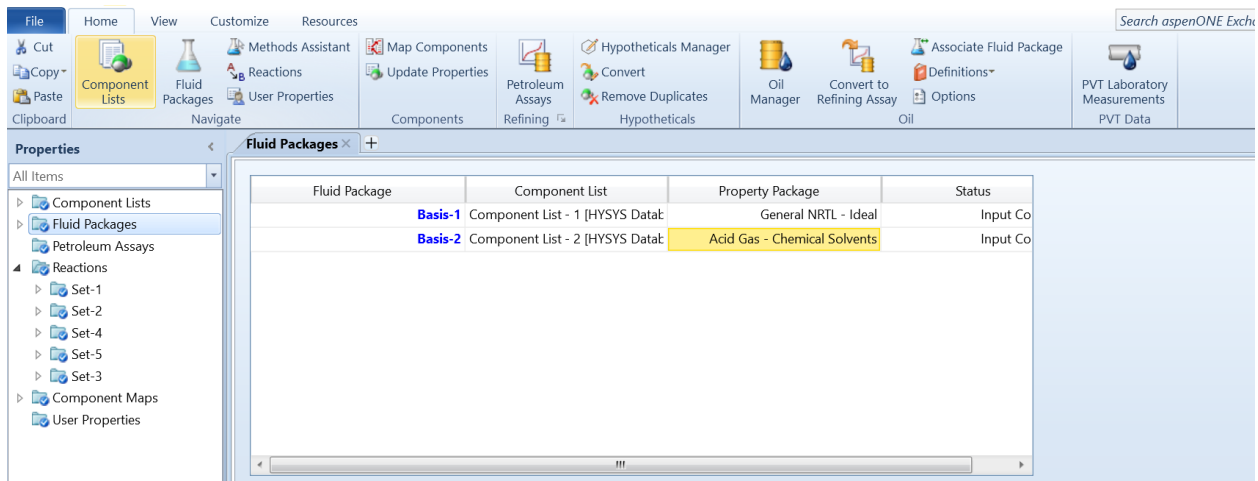 File Home View Customize Resources
Search aspenONE Excha
Cut
Copy
Paste
Clipboard
Component Lists
Fluid Packages
Methods Assistant
Reactions
User Properties
Navigate
Map Components
Update Properties
Components
Petroleum Assays
Refining
Hypotheticals Manager
Convert
Remove Duplicates
Hypotheticals
Oil Manager
Convert to Refining Assay
Associate Fluid Package
Definitions
Options
Oil
PVT Laboratory Measurements
PVT Data
Properties
All Items
Component Lists
Fluid Packages
Petroleum Assays
Reactions
Set-1
Set-2
Set-4
Set-5
Set-3
Component Maps
User Properties
Fluid Packages
Fluid Package Component List Property Package Status
Basis-1 Component List - 1 [HYSYS Datab General NRTL - Ideal Input Co
Basis-2 Component List - 2 [HYSYS Datab Acid Gas - Chemical Solvents Input Co